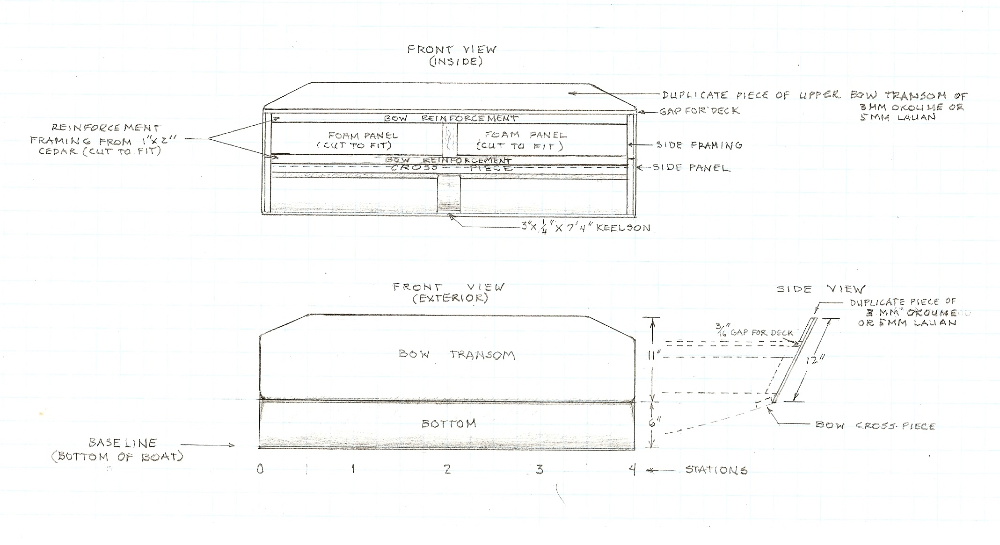 FRONT VIEW
(INSIDE)
DUPLICATE PIECE OF UPPER BOW TRANSOM OF
3MM OKOUME OR
5MM LAUAN
GAP FOR DECK
BOW REINFORCEMENT
REINFORCEMENT
FRAMING FROM 1"X2"
CEDAR (CUT TO FIT)
FOAM PANEL
(CUT TO FIT)
FOAM PANEL
(CUT TO FIT)
SIDE FRAMING
BOW REINFORCEMENT
CROSS PIECE
SIDE PANEL
3"X 1/4" X 7'4" KEELSON
FRONT VIEW
(EXTERIOR)
SIDE VIEW
DUPLICATE PIECE OF
3 MM OKOUME
OR 5MM LAUAN
3/16" GAP FOR DECK
BOW TRANSOM
11"
12"
BOTTOM
6"
BOW CROSS-PIECE
BASELINE
(BOTTOM OF BOAT)
0 1 2 3 4 STATIONS